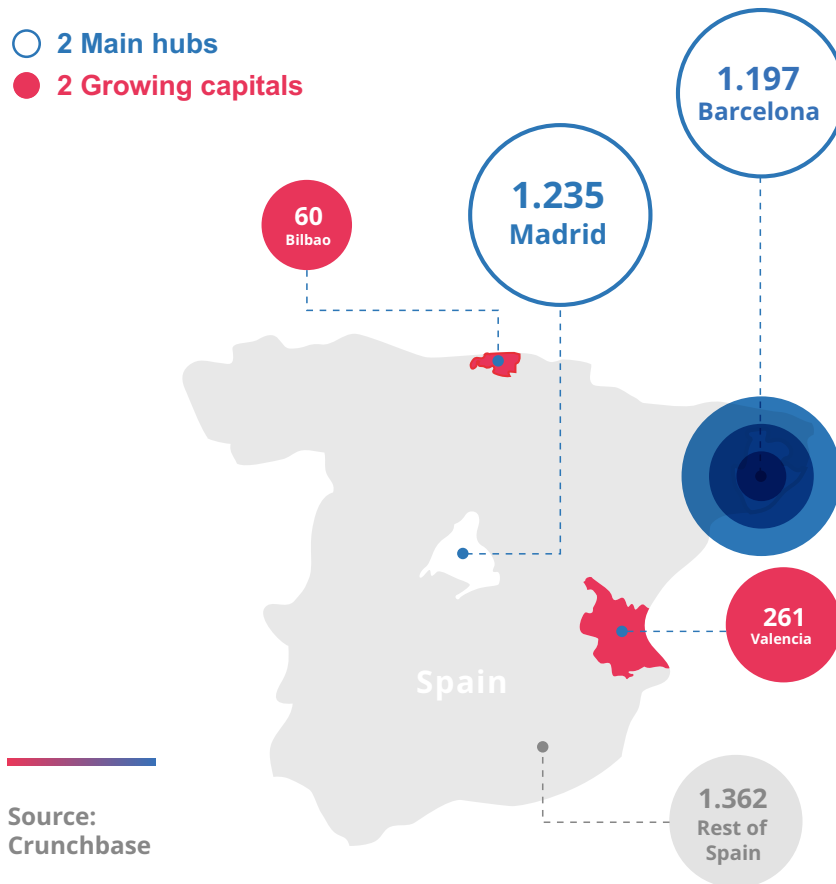 2 Main hubs
2 Growing capitals
1.197
Barcelona
1.235
Madrid
60
Bilbao
261
Valencia
Spain
1.362
Rest of
Spain
Source:
Crunchbase